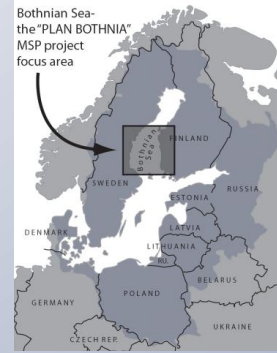 Bothnian Sea-
the “PLAN BOTHNIA”
MSP project
focus area
Bothnian
Sea
FINLAND
SWEDEN
RUSSIA
ESTONIA
LATVIA
DENMARK
LITHUANIA
RU.
BELARUS
POLAND
GERMANY
UKRAINE
CZECH REP.